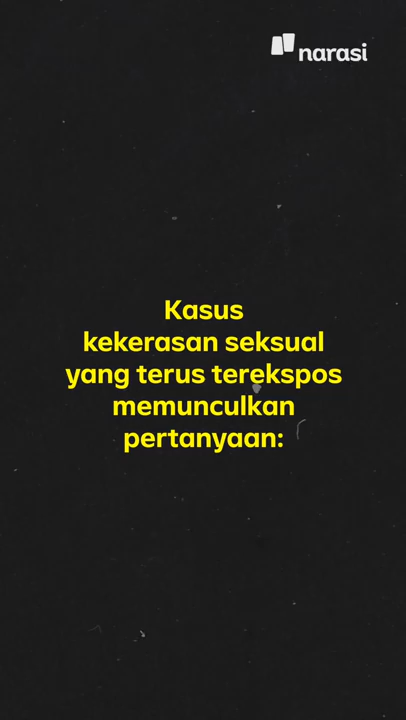 narasi
Kasus
kekerasan seksual
yang terus terekspos
memunculkan
pertanyaan: